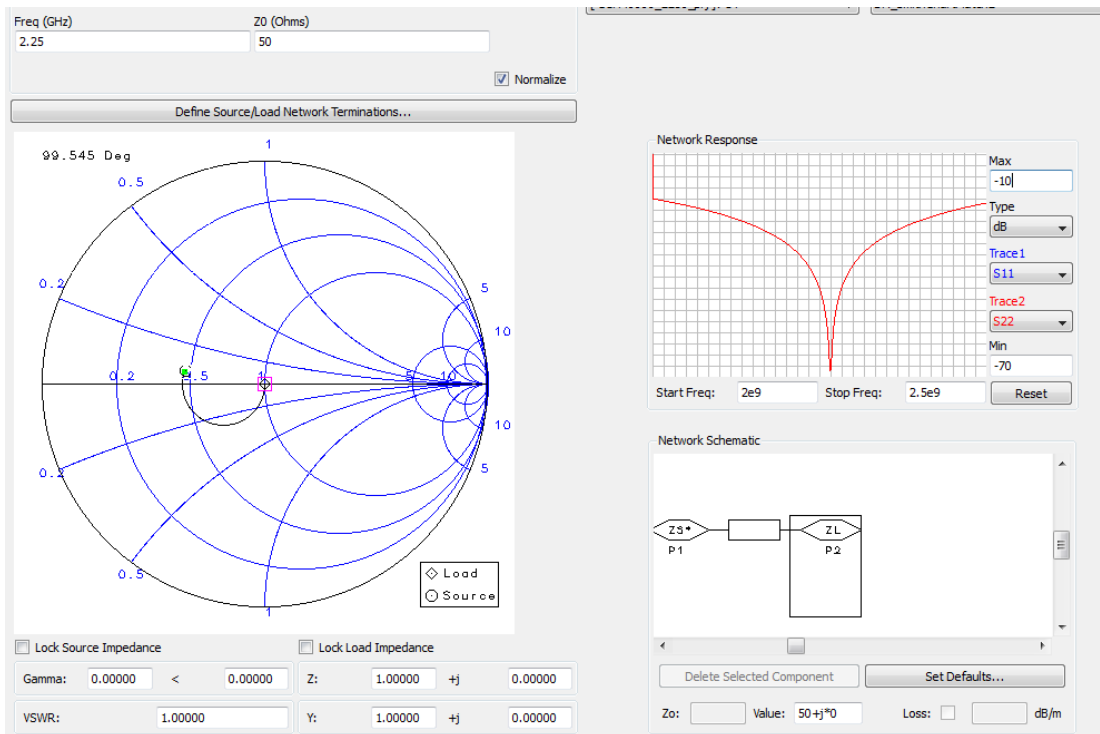 Freq (GHz) Z0 (Ohms)
2.25 50
Normalize
Define Source/Load Network Terminations...
99.545 Deg
1
0.5
0.2
5
10
0.2 0.5 1 5 10
10
5
0.2
0.5
1
Load
Source
Lock Source Impedance Lock Load Impedance
Gamma: 0.00000 < 0.00000 Z: 1.00000 +j 0.00000
VSWR: 1.00000 Y: 1.00000 +j 0.00000
Network Response
Max
-10
Type
dB
Trace1
S11
Trace2
S22
Min
-70
Start Freq: 2e9 Stop Freq: 2.5e9 Reset
Network Schematic
ZS* ZL
P1 P2
Delete Selected Component Set Defaults...
Zo: Value: 50+j*0 Loss: dB/m